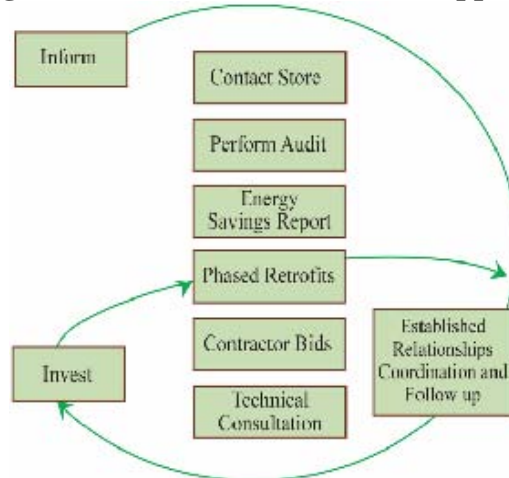 Inform
Contact Store
Perform Audit
Energy
Savings Report
Phased Retrofits
Contractor Bids
Technical
Consultation
Invest
Established
Relationships
Coordination and
Follow up